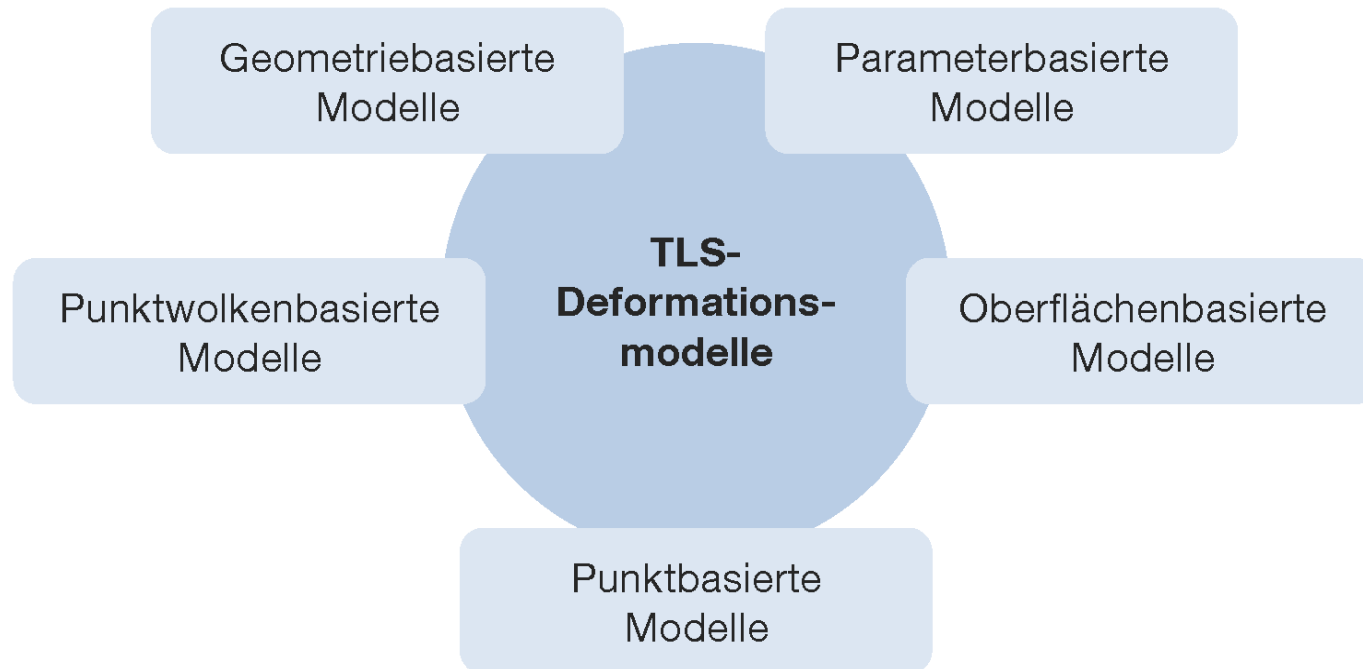 Geometriebasierte
Modelle
Parameterbasierte
Modelle
Punktwolkenbasierte
Modelle
TLS-
Deformations-
modelle
Oberflächenbasierte
Modelle
Punktbasierte
Modelle